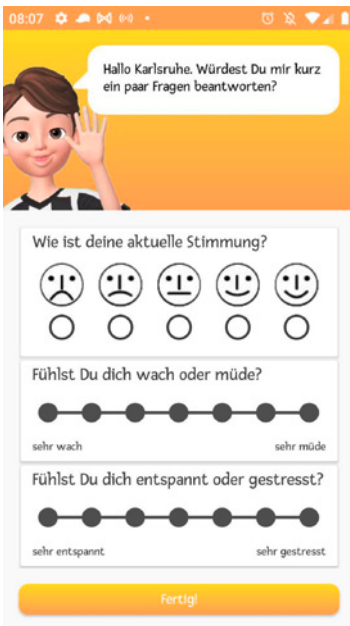 08:07
Hallo Karlsruhe. Würdest Du mir kurz
ein paar Fragen beantworten?
Wie ist deine aktuelle Stimmung?
Fühlst Du dich wach oder müde?
sehr wach
sehr müde
Fühlst Du dich entspannt oder gestresst?
sehr entspannt
sehr gestresst
Fertig!